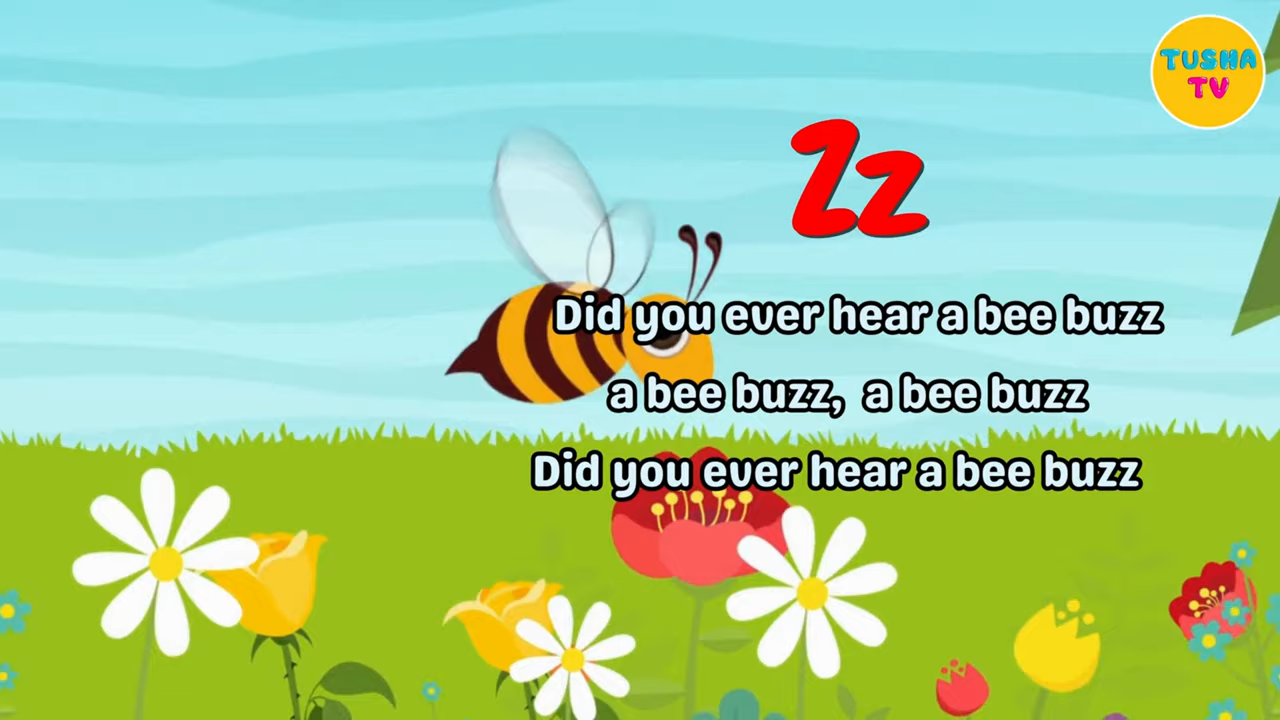 TUSHA
TV
Zz
Did you ever hear a bee buzz
a bee buzz, a bee buzz
Did you ever hear a bee buzz